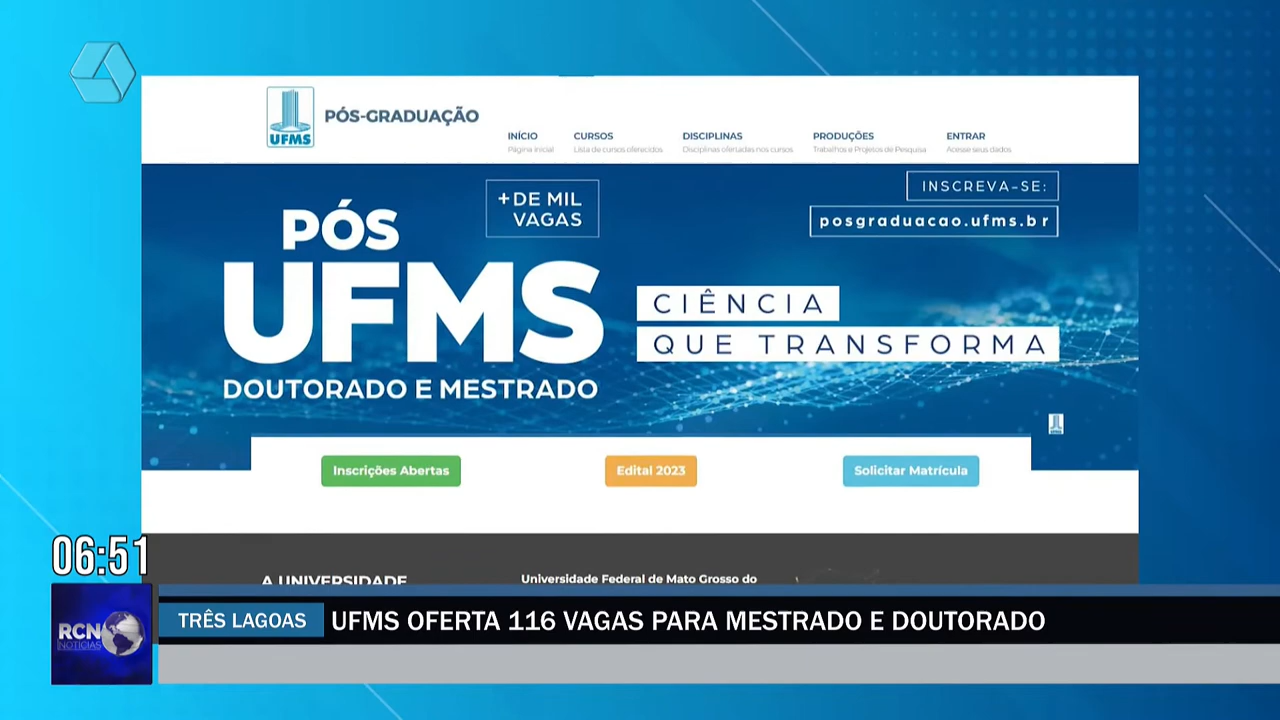 UFMS
PÓS-GRADUAÇÃO
INÍCIO
Página Inicial
CURSOS
Lista de cursos oferecidos
DISCIPLINAS
Disciplinas ofertadas nos cursos
PRODUÇÕES
Trabalhos e Projetos de Pesquisa
ENTRAR
Acesse seus dados
PÓS
UFMS
DOUTORADO E MESTRADO
+DE MIL
VAGAS
INSCREVA-SE:
posgraduacao.ufms.br
CIÊNCIA
QUE TRANSFORMA
Inscrições Abertas
Edital 2023
Solicitar Matrícula
A UNIVERSIDADE
Universidade Federal de Mato Grosso do
06:51
RCN
NOTÍCIAS
TRÊS LAGOAS
UFMS OFERTA 116 VAGAS PARA MESTRADO E DOUTORADO